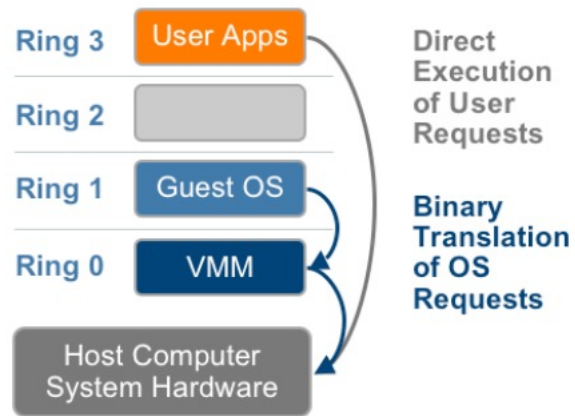 Ring 3
User Apps
Ring 2
Ring 1
Guest OS
Ring 0
VMM
Host Computer
System Hardware
Direct
Execution
of User
Requests
Binary
Translation
of OS
Requests